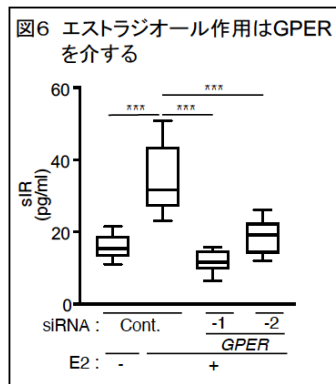 図6 エストラジオール作用はGPER
を介する
***
*** ***
60
40
20
0
sIR
(pg/ml)
siRNA : Cont. -1 -2
GPER
E2 : - +